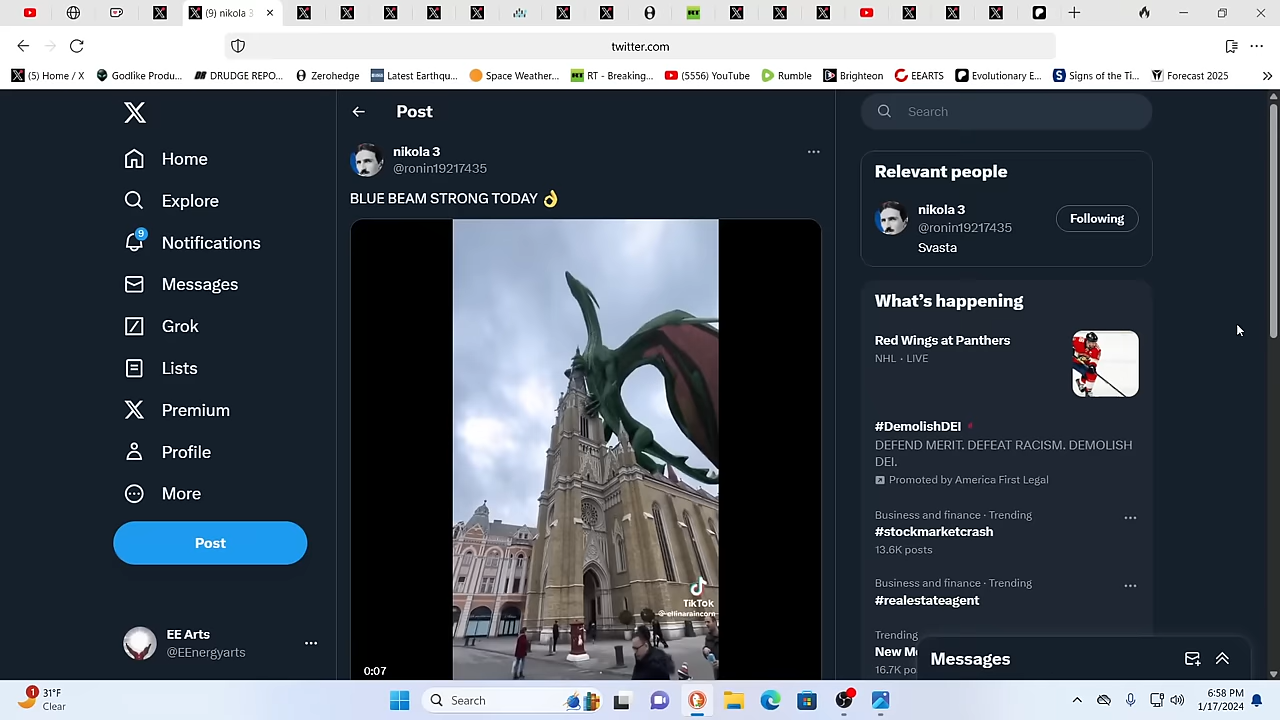 (9) nikola 3
twitter.com
(5) Home / X
Godlike Produ...
DRUDGE REPO...
Zerohedge
Latest Earthqu...
Space Weather...
RT - Breaking...
(5556) YouTube
Rumble
Brighteon
EEARTS
Evolutionary E...
Signs of the Ti...
Forecast 2025
Home
Explore
9
Notifications
Messages
Grok
Lists
Premium
Profile
More
Post
EE Arts
@EEnergyarts
Post
nikola 3
@ronin19217435
BLUE BEAM STRONG TODAY 👌
TikTok
0:07
Search
Relevant people
nikola 3
@ronin19217435
Following
Svasta
What's happening
Red Wings at Panthers
NHL · LIVE
#DemolishDEI
DEFEND MERIT. DEFEAT RACISM. DEMOLISH
DEI.
Promoted by America First Legal
Business and finance · Trending
#stockmarketcrash
13.6K posts
Business and finance · Trending
#realestateagent
Trending
New M
16.7K po
Messages
1
31°F
Clear
Search
6:58 PM
1/17/2024